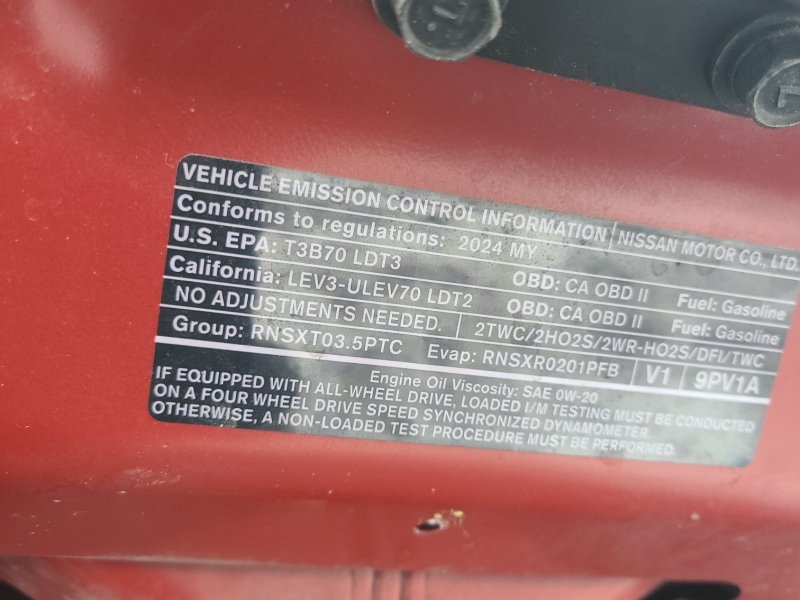 VEHICLE EMISSION CONTROL INFORMATION NISSAN MOTOR CO., LTD.
Conforms to regulations: 2024 MY
U.S. EPA: T3B70 LDT3 OBD: CA OBD II Fuel: Gasoline
California: LEV3-ULEV70 LDT2 OBD: CA OBD II Fuel: Gasoline
NO ADJUSTMENTS NEEDED. 2TWC/2HO2S/2WR-HO2S/DFI/TWC
Group: RNSXT03.5PTC Evap: RNSXR0201PFB V1 9PV1A
Engine Oil Viscosity: SAE 0W-20
IF EQUIPPED WITH ALL-WHEEL DRIVE, LOADED I/M TESTING MUST BE CONDUCTED
ON A FOUR WHEEL DRIVE SPEED SYNCHRONIZED DYNAMOMETER.
OTHERWISE, A NON-LOADED TEST PROCEDURE MUST BE PERFORMED.